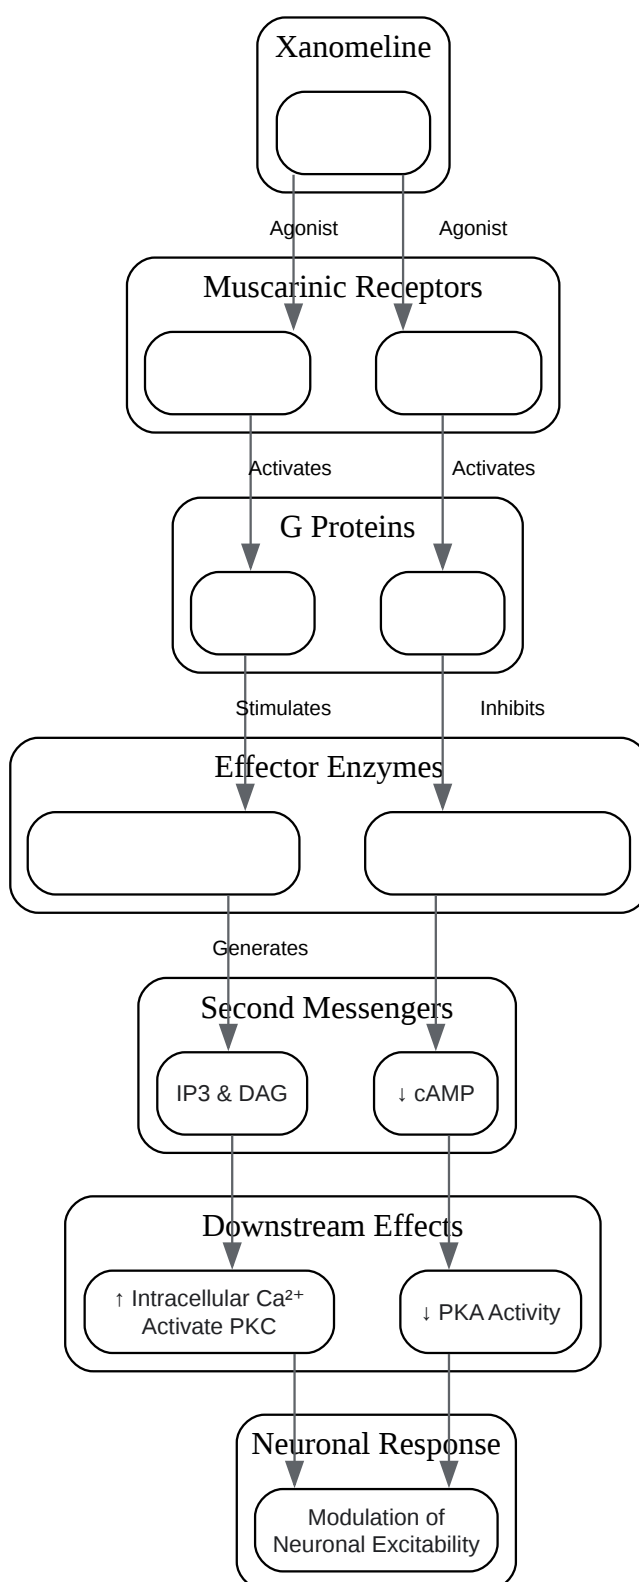 Xanomeline
Agonist
Agonist
Muscarinic Receptors
Activates
Activates
G Proteins
Stimulates
Inhibits
Effector Enzymes
Generates
Second Messengers
IP3 & DAG
↓ cAMP
Downstream Effects
↑ Intracellular Ca²⁺
Activate PKC
↓ PKA Activity
Neuronal Response
Modulation of
Neuronal Excitability